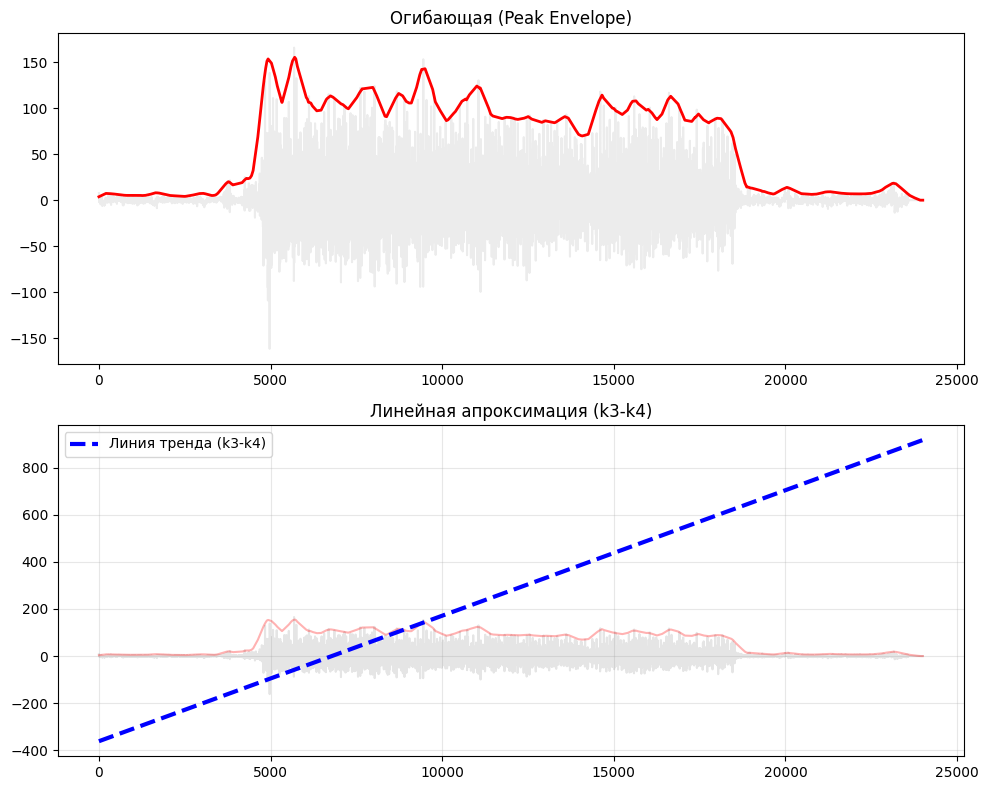 Огибающая (Peak Envelope)
150
100
50
0
−50
−100
−150
0 5000 10000 15000 20000 25000
Линейная апроксимация (k3-k4)
Линия тренда (k3-k4)
800
600
400
200
0
−200
−400
0 5000 10000 15000 20000 25000